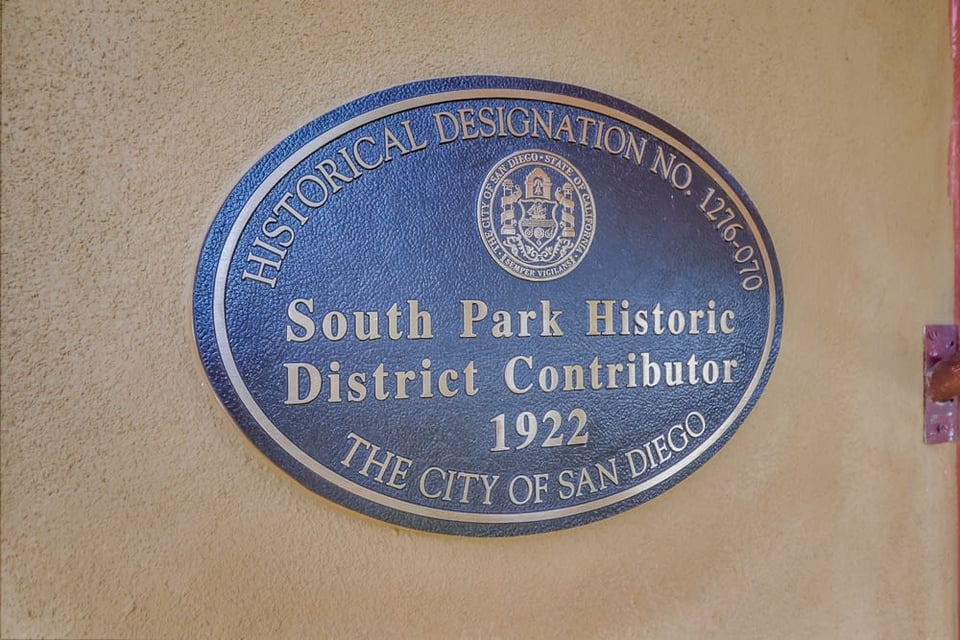 HISTORICAL DESIGNATION NO. 1276-070
THE CITY OF SAN DIEGO • STATE OF CALIFORNIA
SEMPER VIGILANS
South Park Historic
District Contributor
1922
THE CITY OF SAN DIEGO